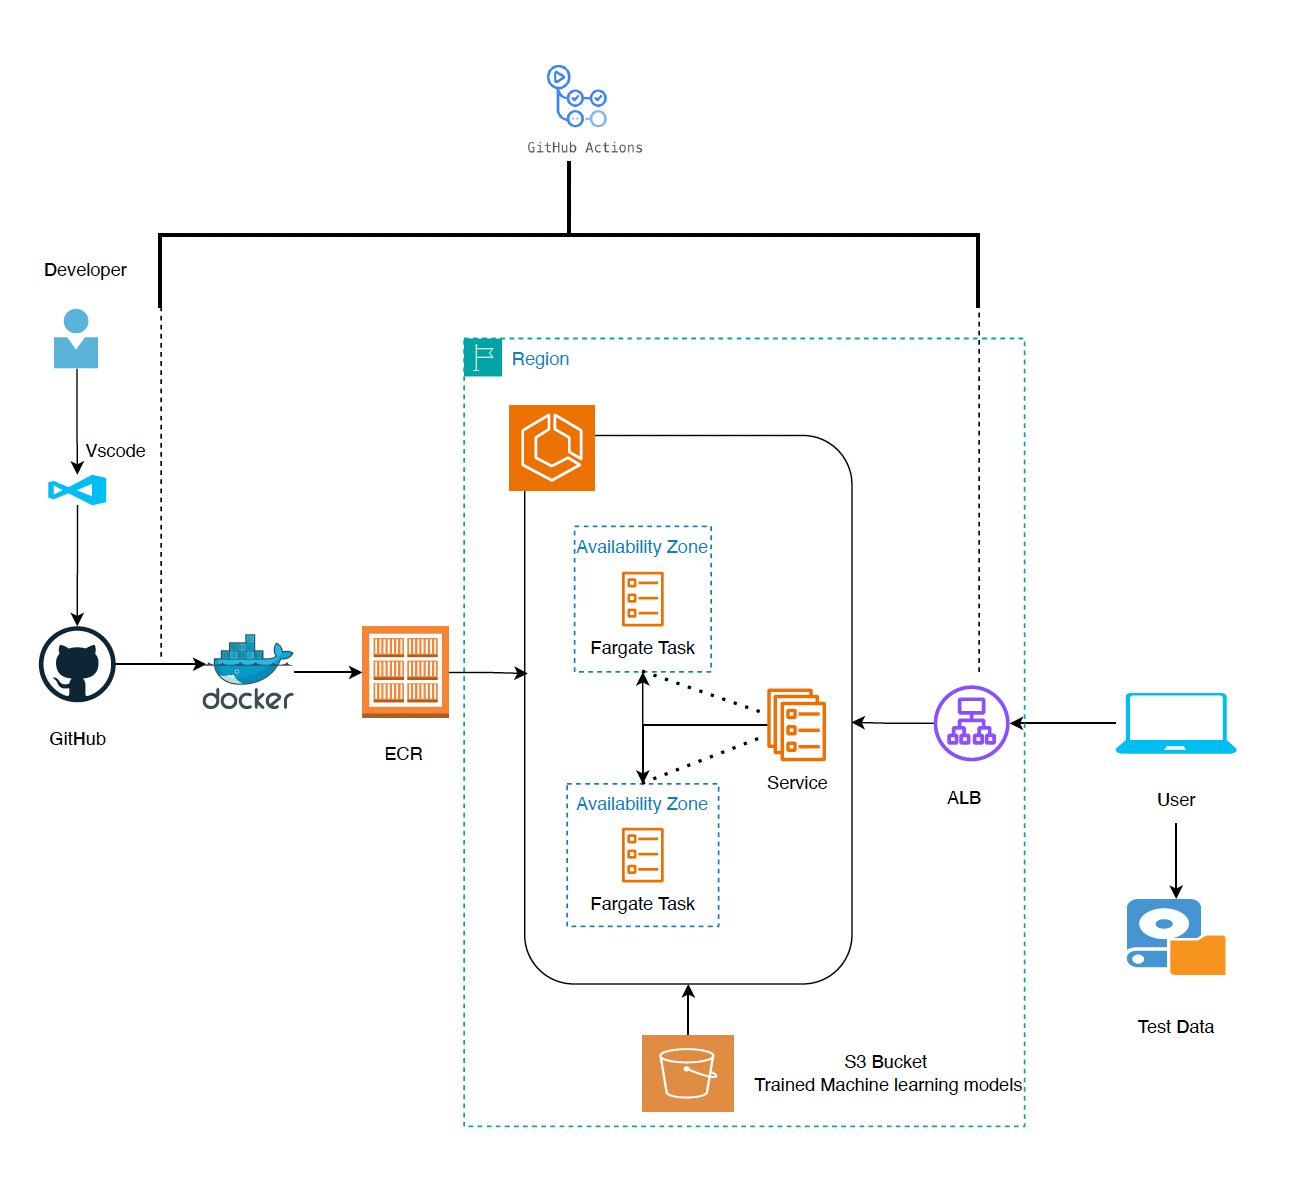 GitHub Actions
Developer
Region
Vscode
Availability Zone
Fargate Task
docker
GitHub
ECR
Service
ALB
User
Availability Zone
Fargate Task
Test Data
S3 Bucket
Trained Machine learning models